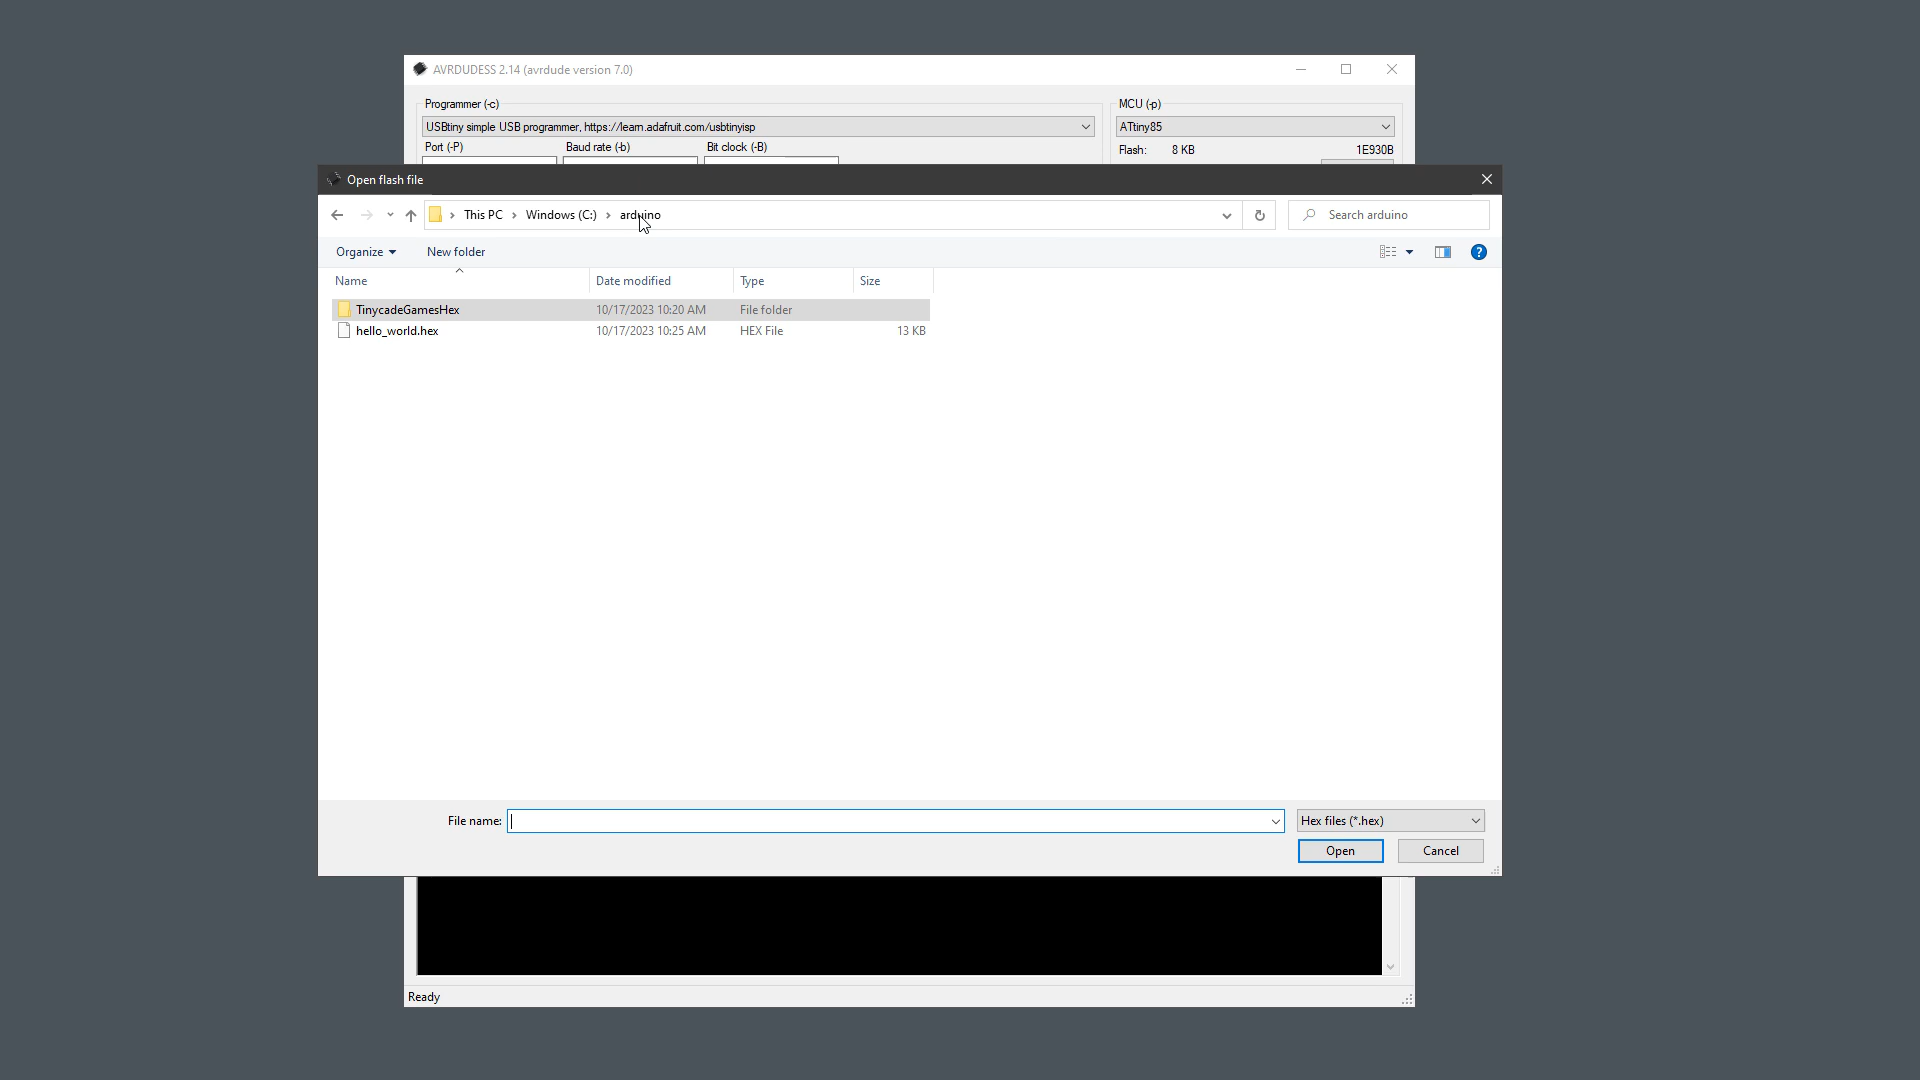 AVRDUDESS 2.14 (avrdude version 7.0)
Programmer (-c)
MCU (-p)
USBtiny simple USB programmer, https://learn.adafruit.com/usbtinyisp
ATtiny85
Port (-P)
Baud rate (-b)
Bit clock (-B)
Flash: 8 KB 1E930B
Open flash file
This PC
Windows (C:)
arduino
Search arduino
Organize
New folder
Name
Date modified
Type
Size
TinycadeGamesHex 10/17/2023 10:20 AM File folder
hello_world.hex 10/17/2023 10:25 AM HEX File 13 KB
File name:
Hex files (*.hex)
Open
Cancel
Ready